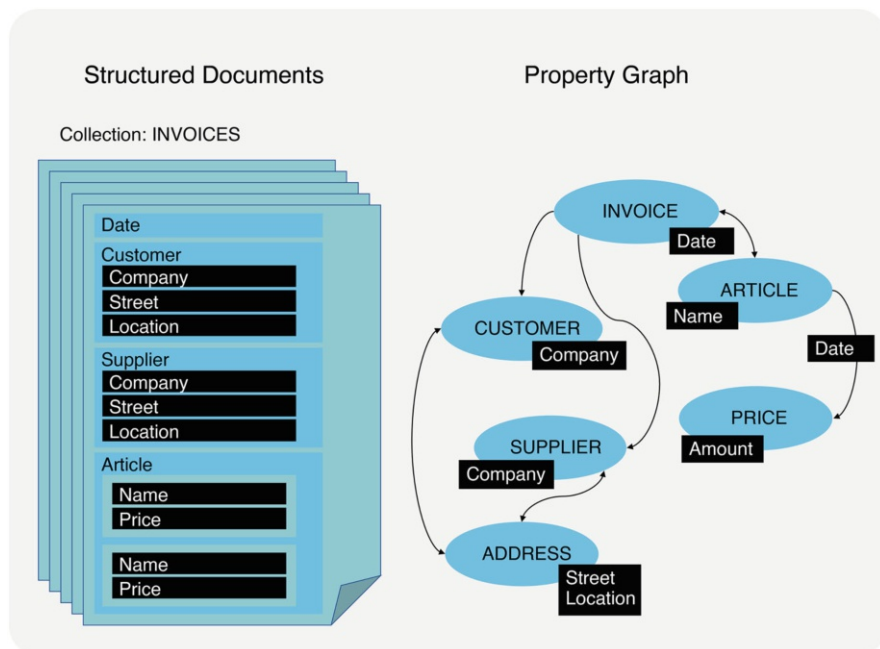 Structured Documents
Collection: INVOICES
Date
Customer
Company
Street
Location
Supplier
Company
Street
Location
Article
Name
Price
Name
Price
Property Graph
INVOICE
Date
ARTICLE
Name
CUSTOMER
Company
Date
PRICE
Amount
SUPPLIER
Company
ADDRESS
Street
Location